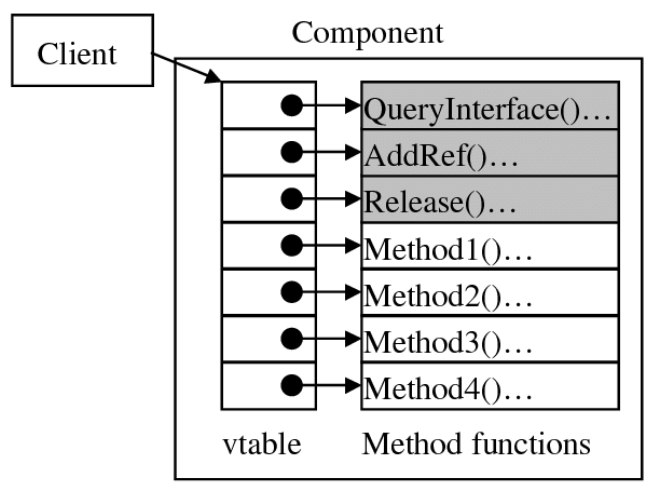 Component
Client
QueryInterface()…
AddRef()…
Release()…
Method1()…
Method2()…
Method3()…
Method4()…
vtable Method functions